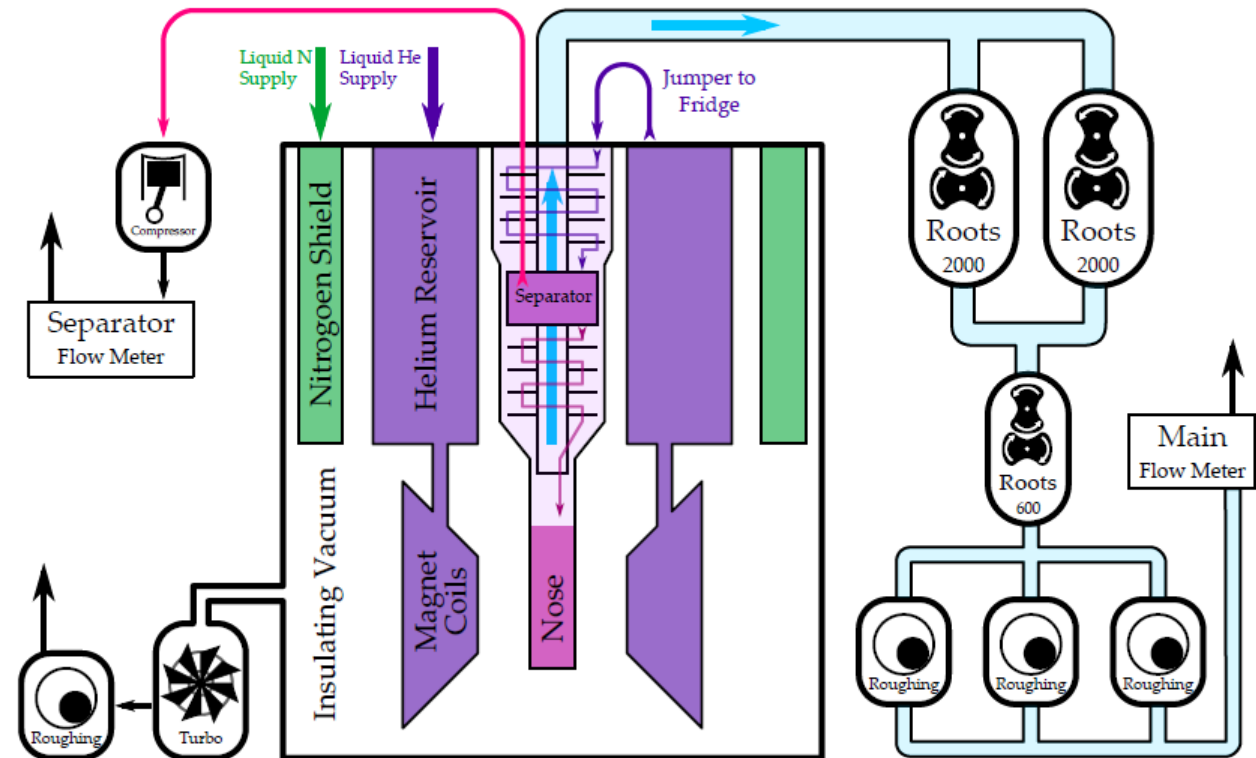 Liquid N
Supply
Liquid He
Supply
Jumper to
Fridge
Compressor
Roots
2000
Roots
2000
Separator
Flow Meter
Nitrogoen Shield
Helium Reservoir
Separator
Roots
600
Main
Flow Meter
Insulating Vacuum
Magnet
Coils
Nose
Roughing
Turbo
Roughing
Roughing
Roughing